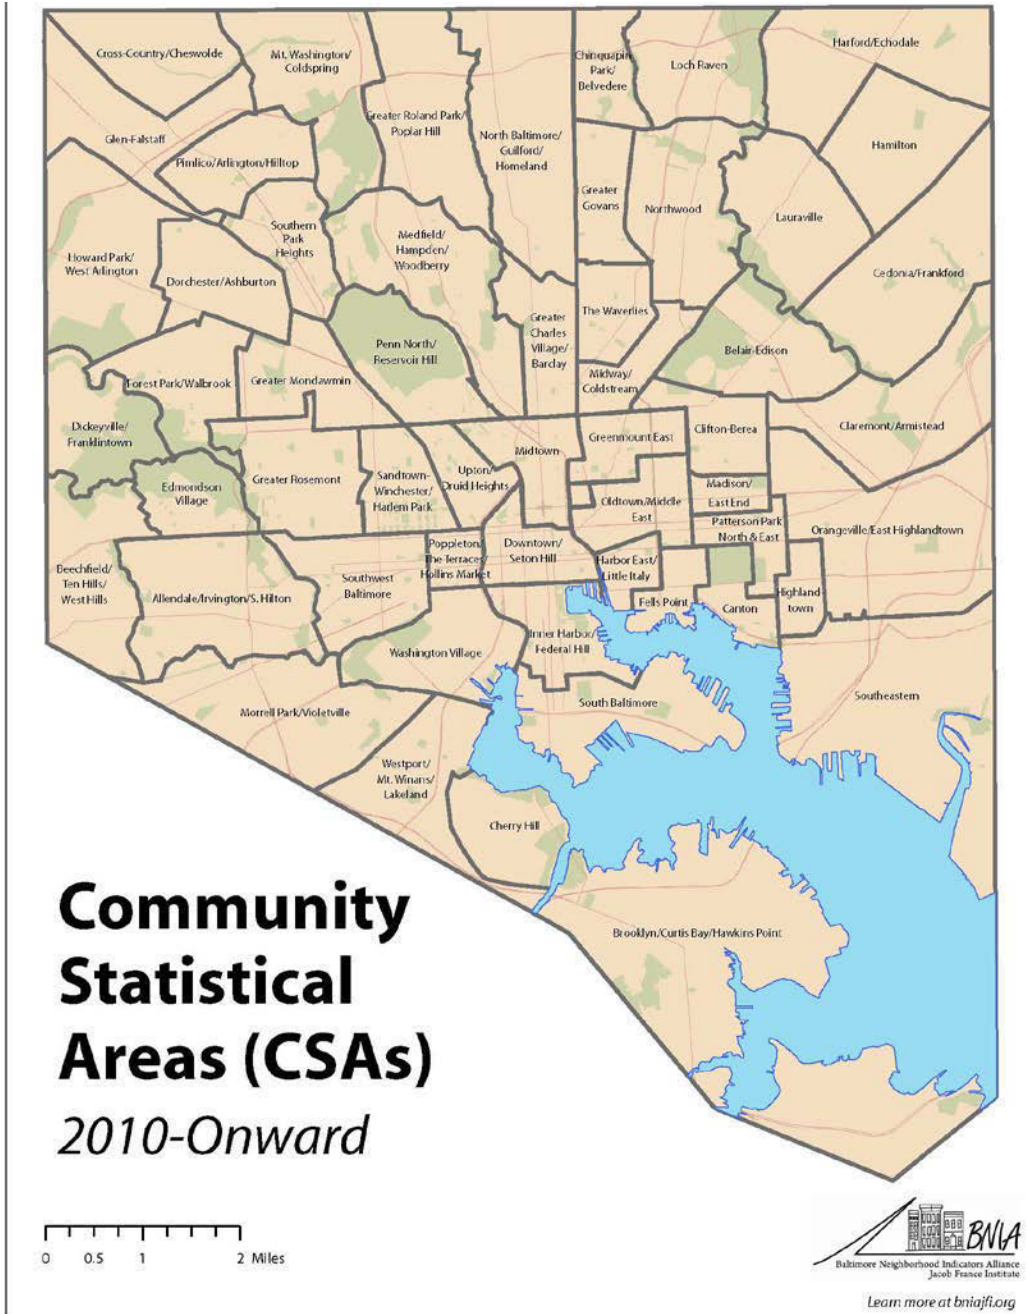 Cross-Country/Cheswolde
Mt. Washington/
Coldspring
Chinquapin
Park/
Belvedere
Loch Raven
Harford/Echodale
Glen-Falstaff
Greater Roland Park/
Poplar Hill
North Baltimore/
Guilford/
Homeland
Hamilton
Pimlico/Arlington/Hilltop
Greater
Govans
Northwood
Lauraville
Southern
Park
Heights
Medfield/
Hampden/
Woodberry
Howard Park/
West Arlington
Dorchester/Ashburton
Cedonia/Frankford
The Waverlies
Greater
Charles
Village/
Barclay
Penn North/
Reservoir Hill
Belair-Edison
Forest Park/Walbrook
Greater Mondawmin
Midway/
Coldstream
Dickeyville/
Franklintown
Greenmount East
Clifton-Berea
Claremont/Armistead
Midtown
Edmondson
Village
Greater Rosemont
Sandtown-
Winchester/
Harlem Park
Upton/
Druid Heights
Madison/
East End
Oldtown/Middle
East
Patterson Park
North & East
Orangeville/East Highlandtown
Poppleton/
The Terraces/
Hollins Market
Downtown/
Seton Hill
Harbor East/
Little Italy
Beechfield/
Ten Hills/
West Hills
Allendale/Irvington/S. Hilton
Southwest
Baltimore
Fells Point
Canton
Highland-
town
Inner Harbor/
Federal Hill
Washington Village
South Baltimore
Southeastern
Morrell Park/Violetville
Westport/
Mt. Winans/
Lakeland
Cherry Hill
Brooklyn/Curtis Bay/Hawkins Point
Community
Statistical
Areas (CSAs)
2010-Onward
0 0.5 1 2 Miles
BNIA
Baltimore Neighborhood Indicators Alliance
Jacob France Institute
Learn more at bniajfi.org